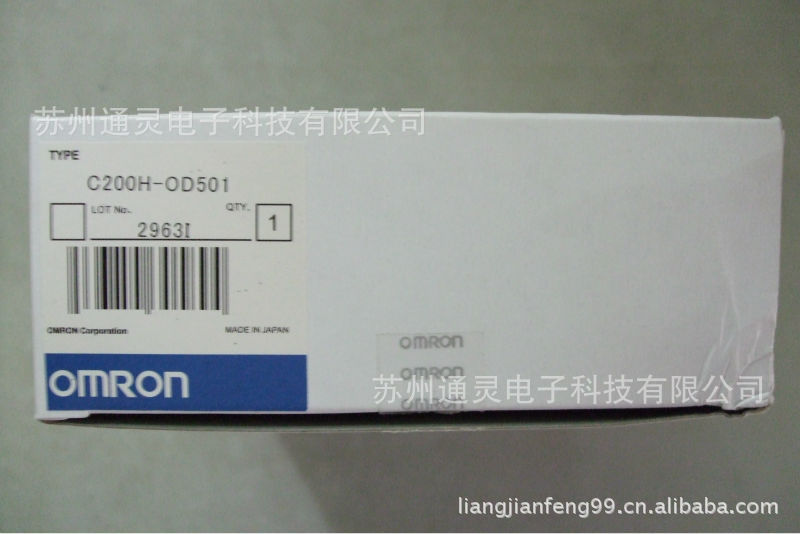 苏州通灵电子科技有限公司
TYPE
C200H-OD501
LOT No. QTY.
2963I 1
OMRON Corporation MADE IN JAPAN
OMRON
OMRON
OMRON
OMRON
苏州通灵电子科技有限公司
liangjianfeng99.cn.alibaba.com